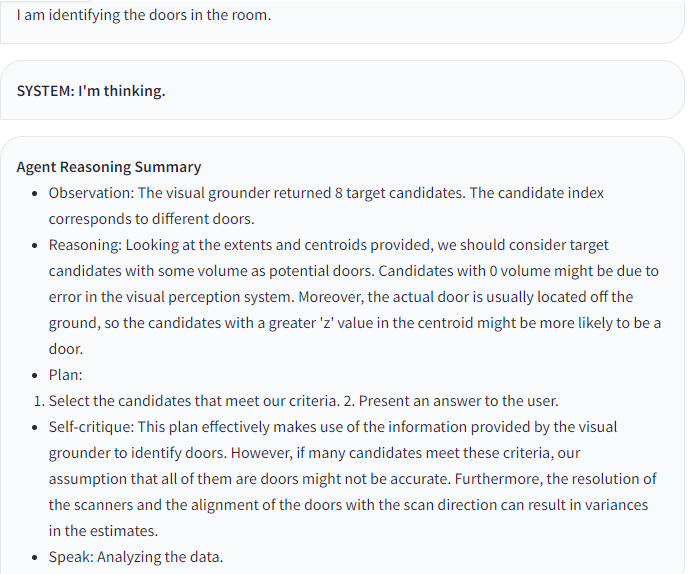 I am identifying the doors in the room.
SYSTEM: I'm thinking.
Agent Reasoning Summary
• Observation: The visual grounder returned 8 target candidates. The candidate index
corresponds to different doors.
• Reasoning: Looking at the extents and centroids provided, we should consider target
candidates with some volume as potential doors. Candidates with 0 volume might be due to
error in the visual perception system. Moreover, the actual door is usually located off the
ground, so the candidates with a greater 'z' value in the centroid might be more likely to be a
door.
• Plan:
1. Select the candidates that meet our criteria. 2. Present an answer to the user.
• Self-critique: This plan effectively makes use of the information provided by the visual
grounder to identify doors. However, if many candidates meet these criteria, our
assumption that all of them are doors might not be accurate. Furthermore, the resolution of
the scanners and the alignment of the doors with the scan direction can result in variances
in the estimates.
• Speak: Analyzing the data.